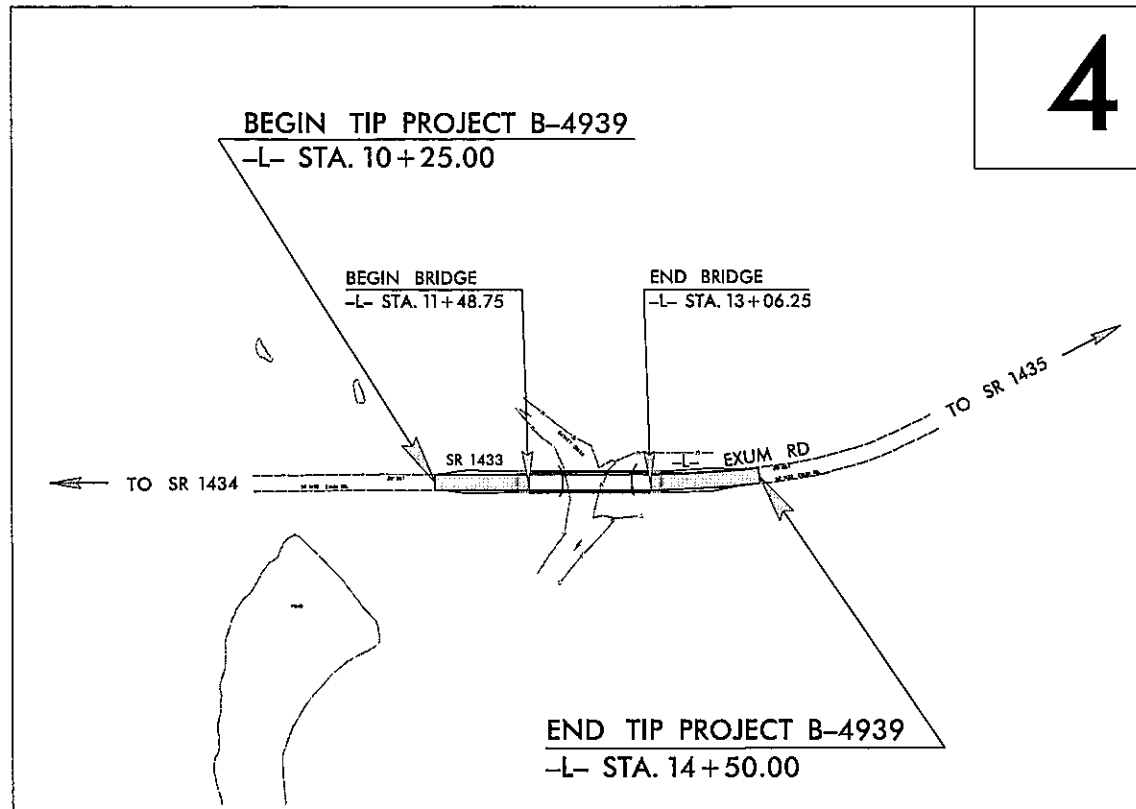 4
BEGIN TIP PROJECT B-4939
-L- STA. 10+25.00
BEGIN BRIDGE
-L- STA. 11+48.75
END BRIDGE
-L- STA. 13+06.25
TO SR 1435
SR 1433
-L- EXUM RD
TO SR 1434
END TIP PROJECT B-4939
-L- STA. 14+50.00